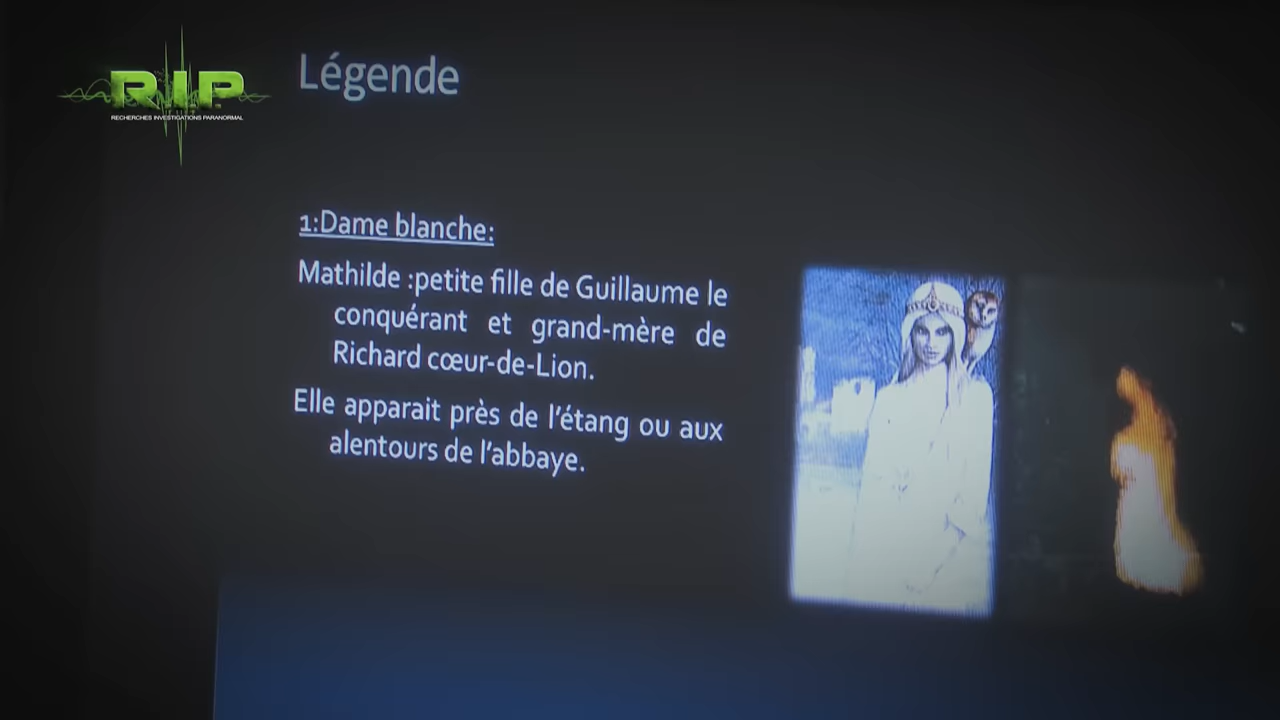 R.I.P
RECHERCHES INVESTIGATIONS PARANORMAL
Légende
1:Dame blanche:
Mathilde :petite fille de Guillaume le
conquérant et grand-mère de
Richard cœur-de-Lion.
Elle apparait près de l'étang ou aux
alentours de l'abbaye.